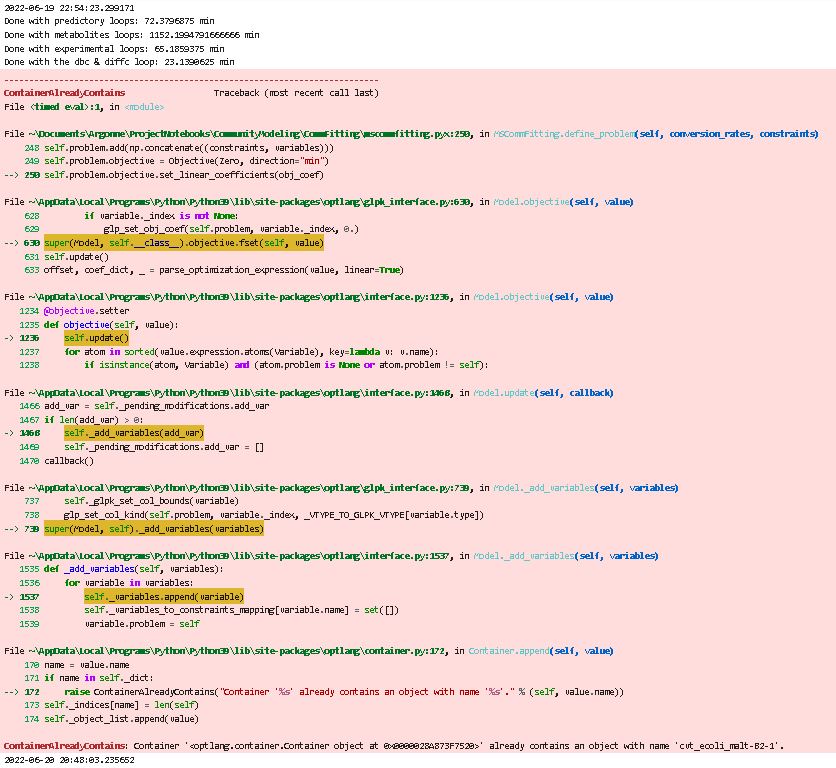 2022-06-19 22:54:23.299171
Done with predictory loops: 72.3796875 min
Done with metabolites loops: 1152.1994791666666 min
Done with experimental loops: 65.1859375 min
Done with the dbc & diffc loop: 23.1390625 min
---------------------------------------------------------------------------
ContainerAlreadyContains                  Traceback (most recent call last)
File <timed eval>:1, in <module>
File ~\Documents\Argonne\ProjectNotebooks\CommunityModeling\CommFitting\mscommfitting.pyx:250, in MSCommFitting.define_problem(self, conversion_rates, constraints)
    248 self.problem.add(np.concatenate((constraints, variables)))
    249 self.problem.objective = Objective(Zero, direction="min")
--> 250 self.problem.objective.set_linear_coefficients(obj_coef)
File ~\AppData\Local\Programs\Python\Python39\lib\site-packages\optlang\glpk_interface.py:630, in Model.objective(self, value)
    628         if variable._index is not None:
    629             glp_set_obj_coef(self.problem, variable._index, 0.)
--> 630 super(Model, self.__class__).objective.fset(self, value)
    631 self.update()
    633 offset, coef_dict, _ = parse_optimization_expression(value, linear=True)
File ~\AppData\Local\Programs\Python\Python39\lib\site-packages\optlang\interface.py:1236, in Model.objective(self, value)
   1234 @objective.setter
   1235 def objective(self, value):
-> 1236     self.update()
   1237     for atom in sorted(value.expression.atoms(Variable), key=lambda v: v.name):
   1238         if isinstance(atom, Variable) and (atom.problem is None or atom.problem != self):
File ~\AppData\Local\Programs\Python\Python39\lib\site-packages\optlang\interface.py:1468, in Model.update(self, callback)
   1466 add_var = self._pending_modifications.add_var
   1467 if len(add_var) > 0:
-> 1468     self._add_variables(add_var)
   1469     self._pending_modifications.add_var = []
   1470 callback()
File ~\AppData\Local\Programs\Python\Python39\lib\site-packages\optlang\glpk_interface.py:739, in Model._add_variables(self, variables)
    737     self._glpk_set_col_bounds(variable)
    738     glp_set_col_kind(self.problem, variable._index, _VTYPE_TO_GLPK_VTYPE[variable.type])
--> 739 super(Model, self)._add_variables(variables)
File ~\AppData\Local\Programs\Python\Python39\lib\site-packages\optlang\interface.py:1537, in Model._add_variables(self, variables)
   1535 def _add_variables(self, variables):
   1536     for variable in variables:
-> 1537         self._variables.append(variable)
   1538         self._variables_to_constraints_mapping[variable.name] = set([])
   1539         variable.problem = self
File ~\AppData\Local\Programs\Python\Python39\lib\site-packages\optlang\container.py:172, in Container.append(self, value)
    170 name = value.name
    171 if name in self._dict:
--> 172     raise ContainerAlreadyContains("Container '%s' already contains an object with name '%s'." % (self, value.name))
    173 self._indices[name] = len(self)
    174 self._object_list.append(value)
ContainerAlreadyContains: Container '<optlang.container.Container object at 0x0000028A873F7520>' already contains an object with name 'cvt_ecoli_malt-B2-1'.
2022-06-20 20:48:03.235652